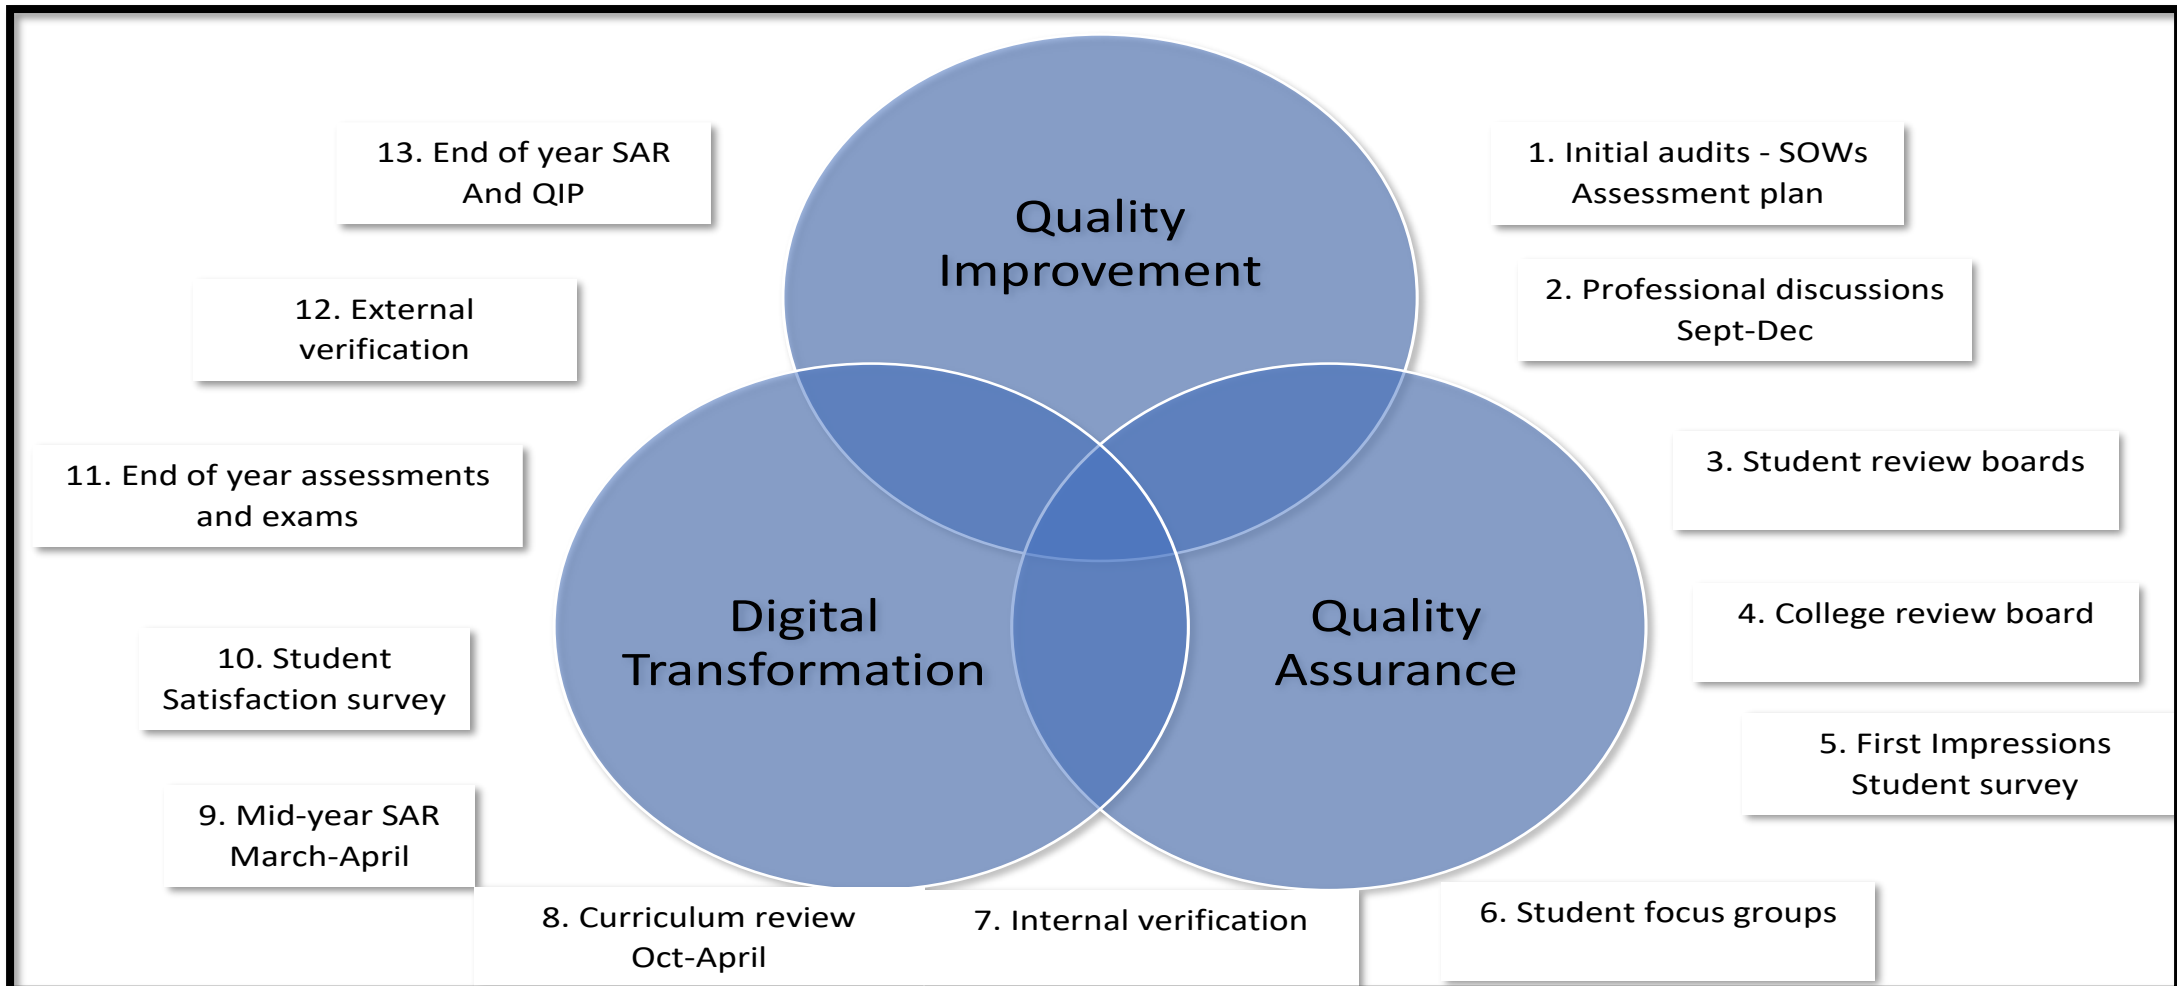 Quality
Improvement
Digital
Transformation
Quality
Assurance
1. Initial audits - SOWs
Assessment plan
2. Professional discussions
Sept-Dec
3. Student review boards
4. College review board
5. First Impressions
Student survey
6. Student focus groups
7. Internal verification
8. Curriculum review
Oct-April
9. Mid-year SAR
March-April
10. Student
Satisfaction survey
11. End of year assessments
and exams
12. External
verification
13. End of year SAR
And QIP